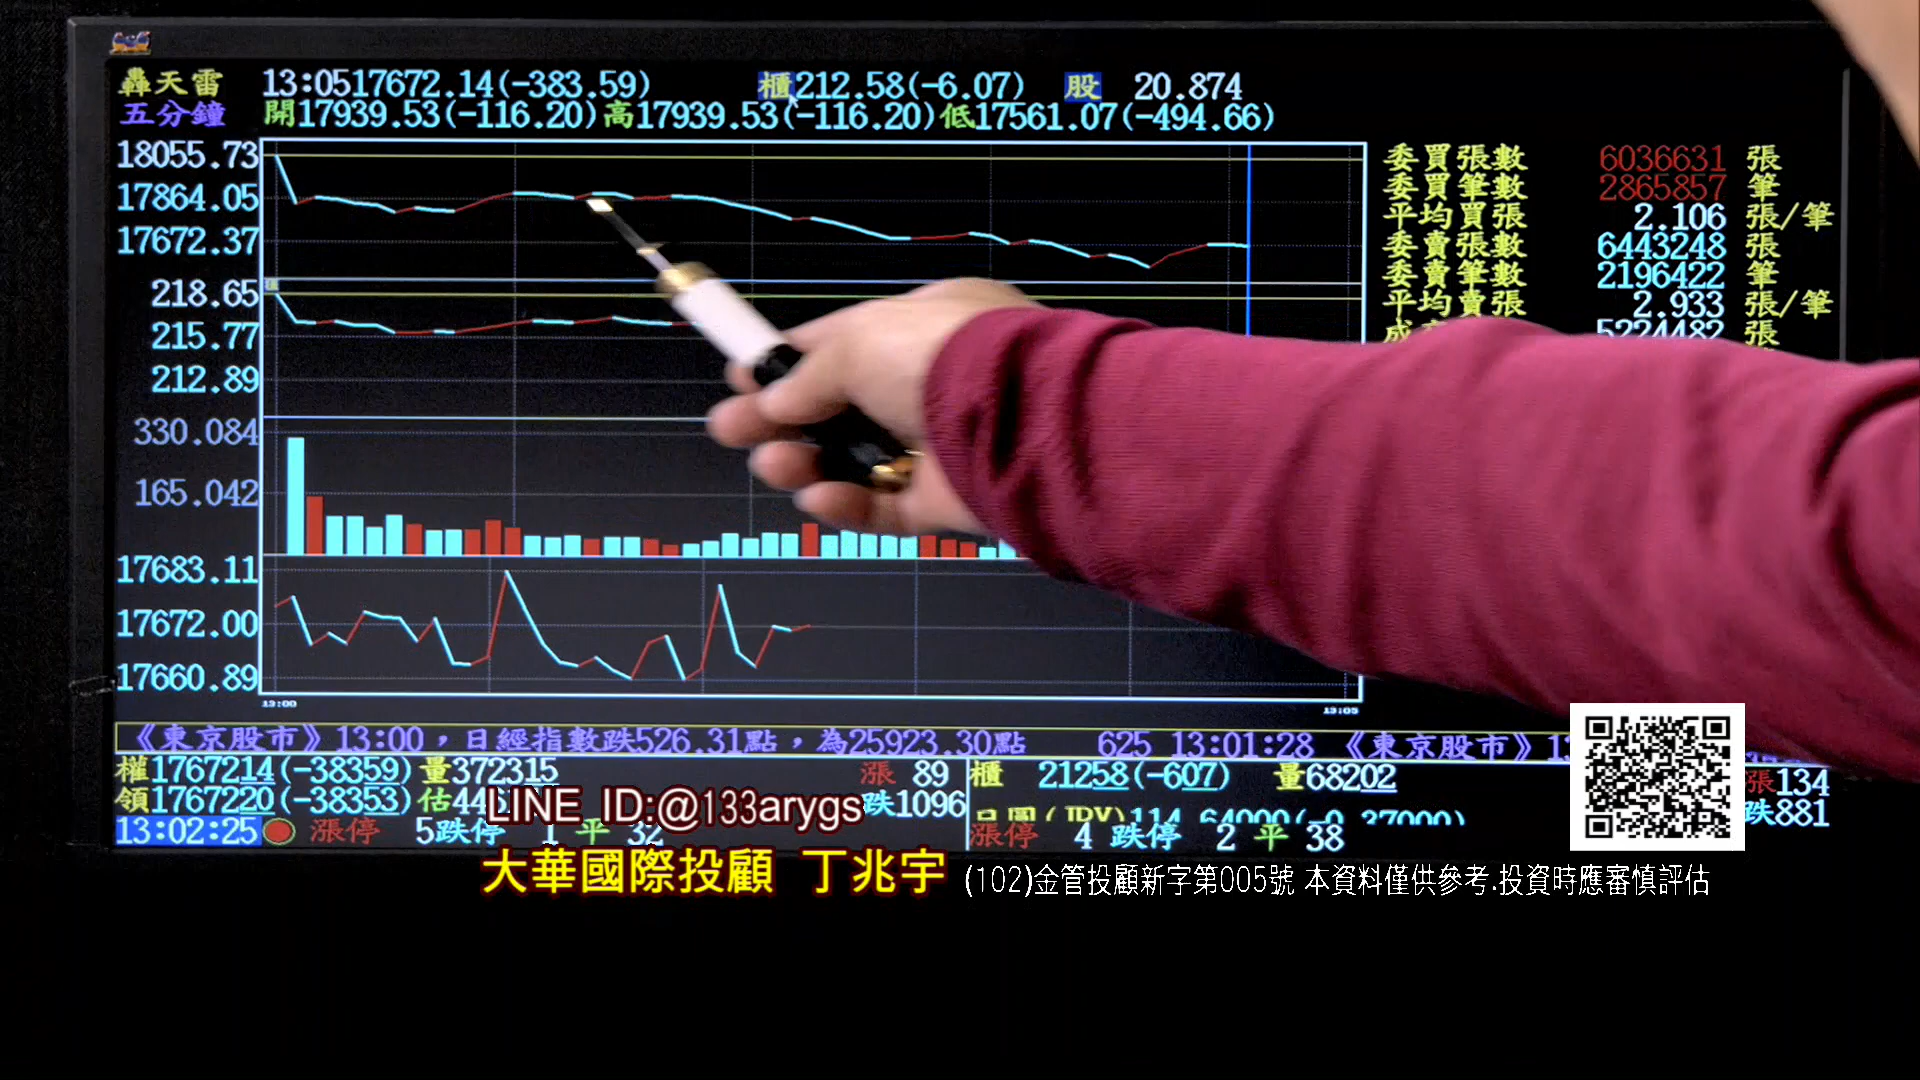 轟天雷 13:05 17672.14(-383.59) 櫃 212.58(-6.07) 股 20.874
五分鐘 開17939.53(-116.20)高17939.53(-116.20)低17561.07(-494.66)
18055.73
17864.05
17672.37
218.65
215.77
212.89
330.084
165.042
17683.11
17672.00
17660.89
13:00 13:05
委買張數 6036631 張
委買筆數 2865857 筆
平均買張 2.106 張/筆
委賣張數 6443248 張
委賣筆數 2196422 筆
平均賣張 2.933 張/筆
5224482 張
《東京股市》13:00，日經指數跌526.31點，為25923.30點 625 13:01:28 《東京股市》
權1767214(-38359) 量372315 漲 89 櫃 21258(-607) 量68202 漲134
領1767220(-38353) 估 跌1096 跌881
13:02:25 漲停 5跌停 1 平 32 漲停 4 跌停 2 平 38
LINE ID:@133arygs
大華國際投顧 丁兆宇 (102)金管投顧新字第005號 本資料僅供參考.投資時應審慎評估